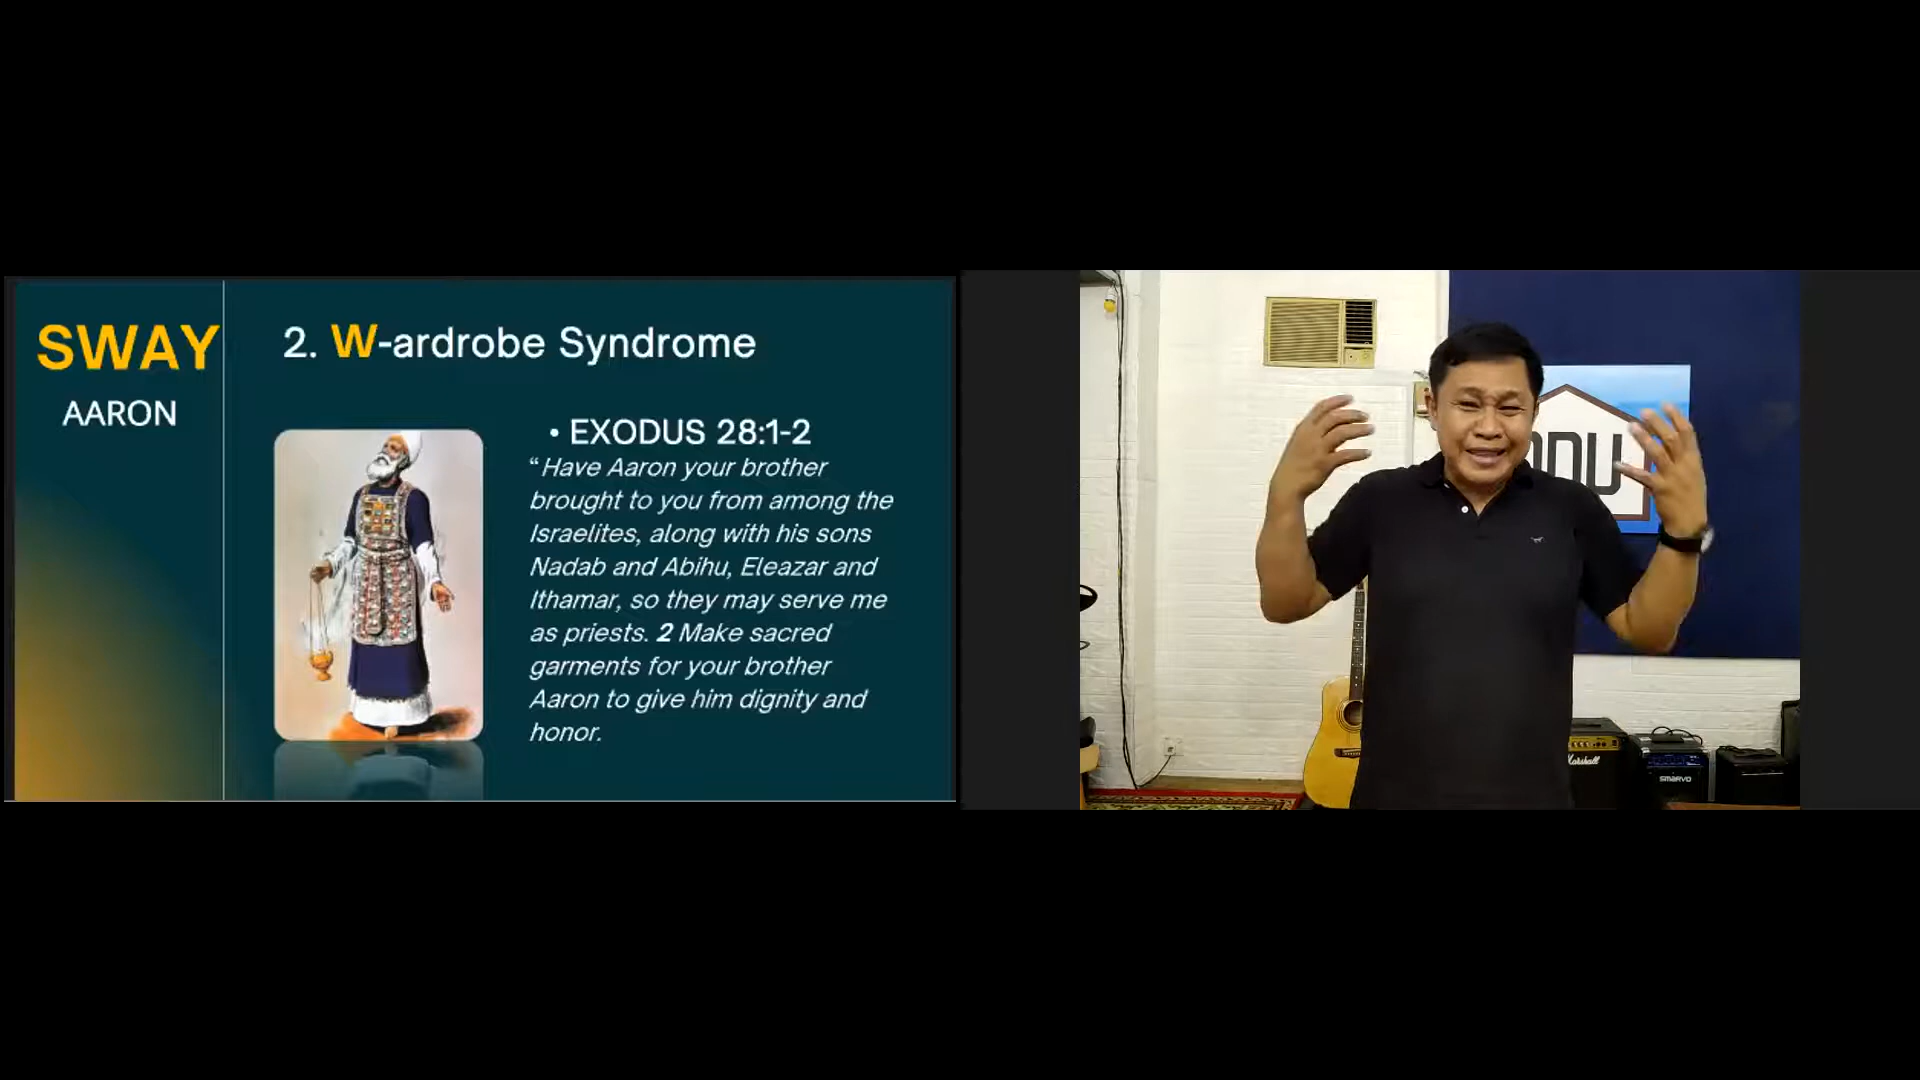 SWAY
AARON
2. W-ardrobe Syndrome
• EXODUS 28:1-2
“Have Aaron your brother
brought to you from among the
Israelites, along with his sons
Nadab and Abihu, Eleazar and
Ithamar, so they may serve me
as priests. 2 Make sacred
garments for your brother
Aaron to give him dignity and
honor.
Marshall
SMARVO